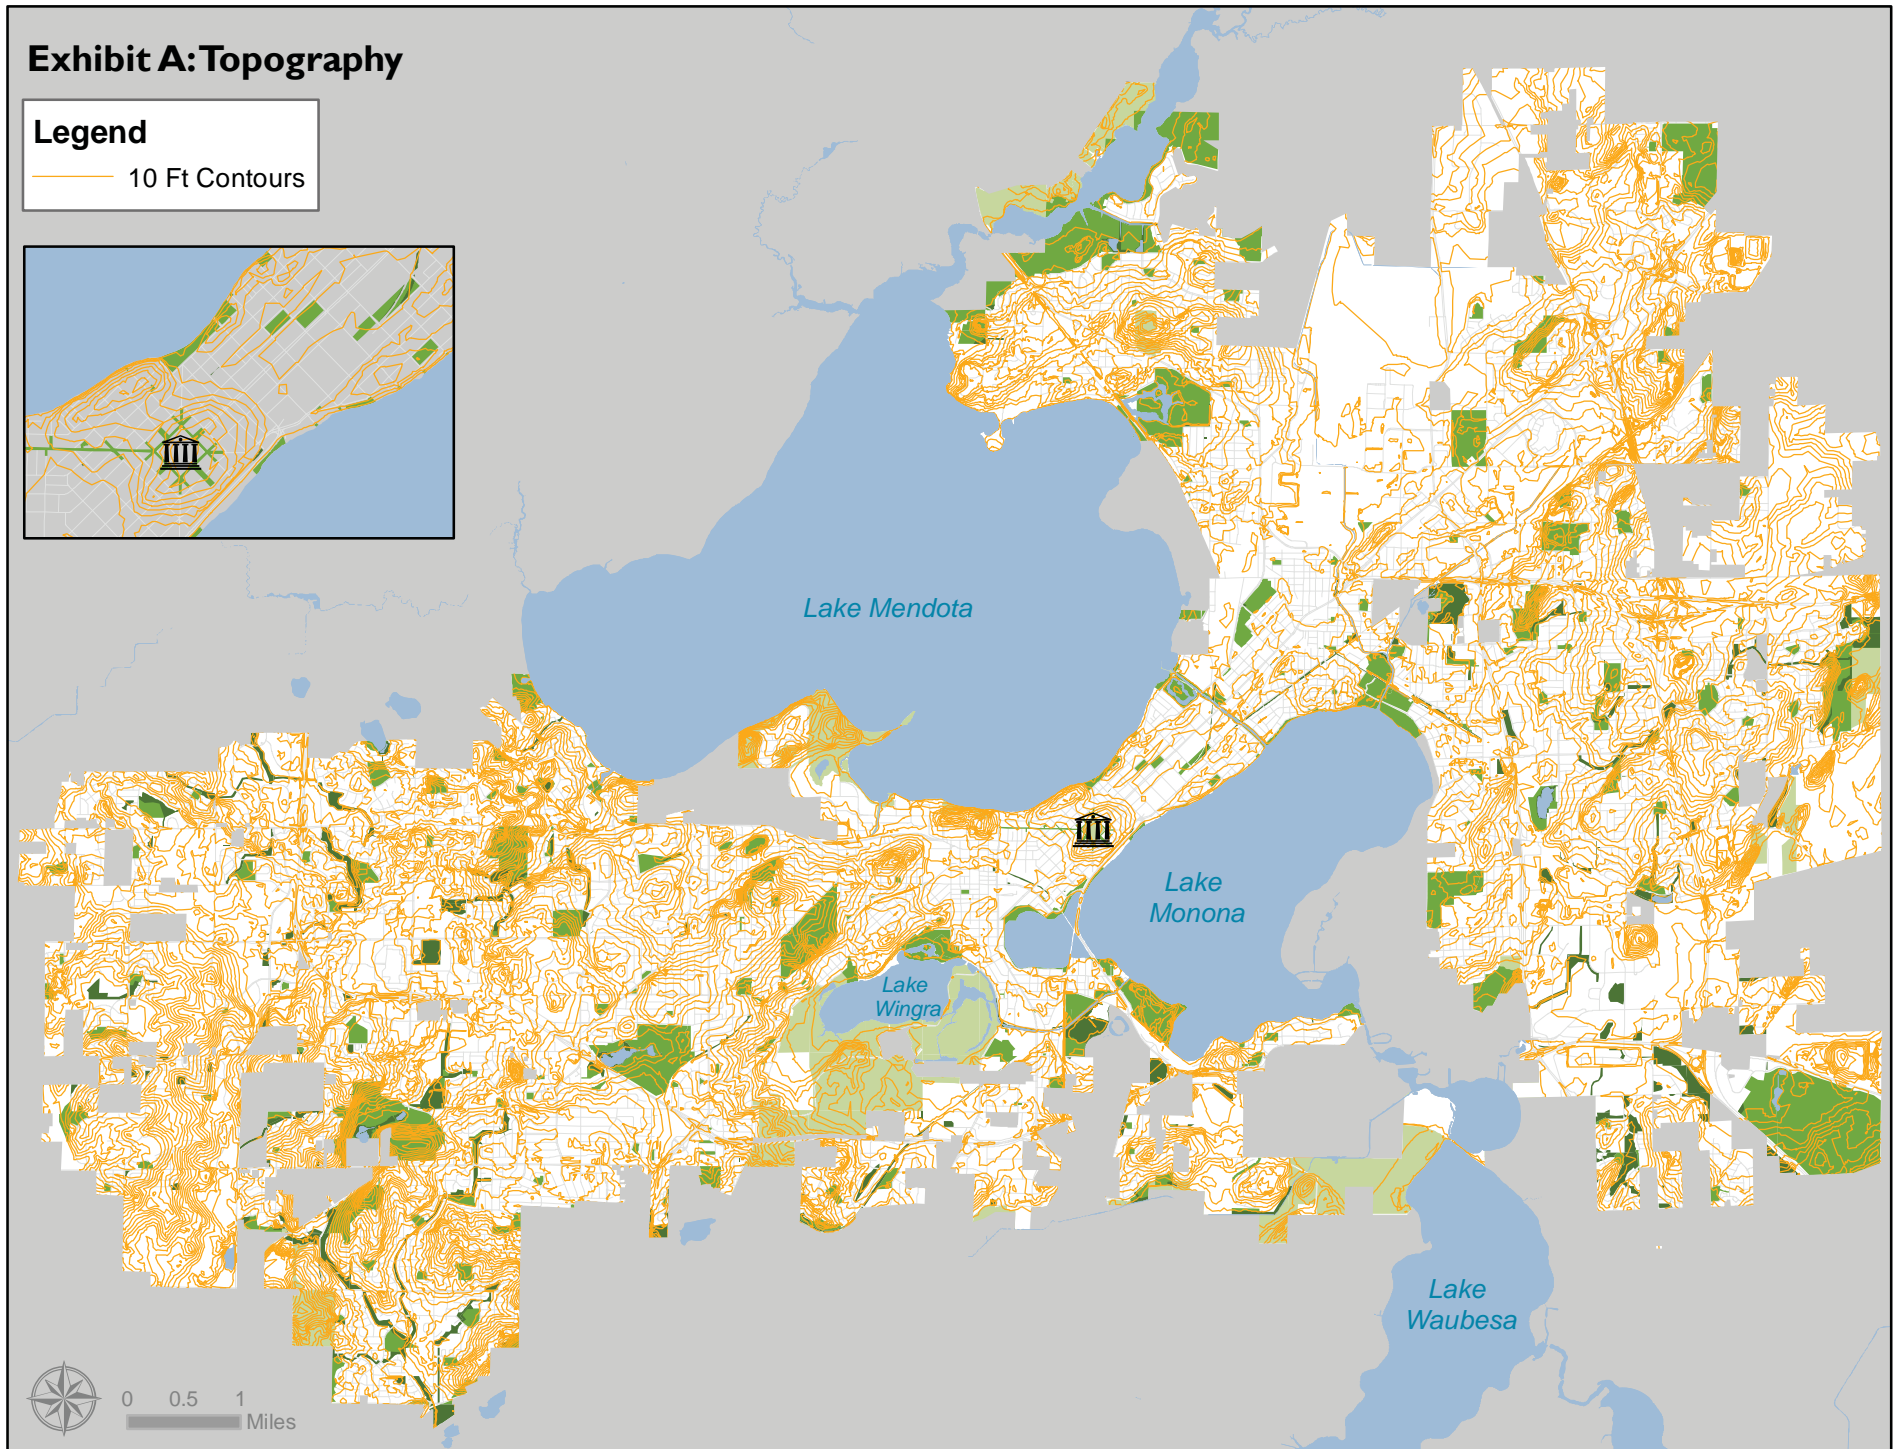 Exhibit A: Topography
Legend
10 Ft Contours
Lake Mendota
Lake
Monona
Lake
Wingra
Lake
Waubesa
0 0.5 1
Miles